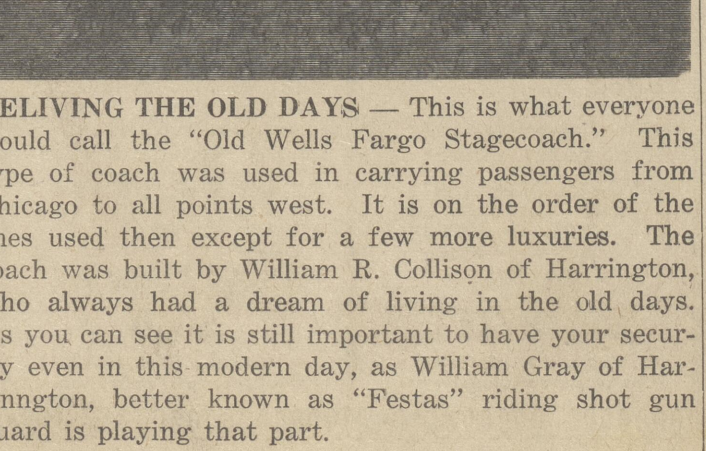 ELIVING THE OLD DAYS — This is what everyone
ould call the "Old Wells Fargo Stagecoach." This
ype of coach was used in carrying passengers from
hicago to all points west. It is on the order of the
nes used then except for a few more luxuries. The
oach was built by William R. Collison of Harrington,
ho always had a dream of living in the old days.
s you can see it is still important to have your secur-
y even in this modern day, as William Gray of Har-
nngton, better known as "Festas" riding shot gun
uard is playing that part.